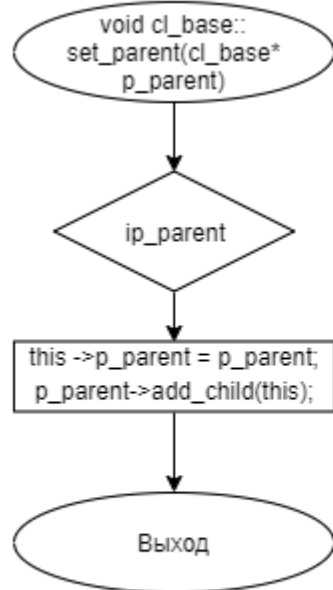 void cl_base::
set_parent(cl_base*
p_parent)
ip_parent
this ->p_parent = p_parent;
p_parent->add_child(this);
Выход